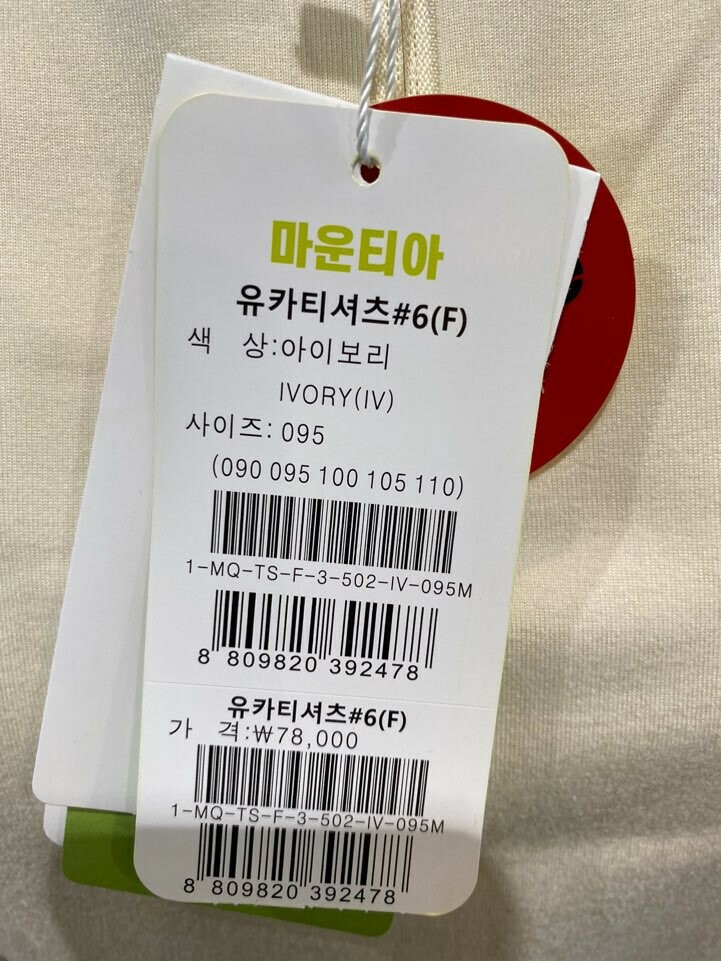 마운티아
유카티셔츠#6(F)
색 상:아이보리
IVORY(IV)
사이즈: 095
(090 095 100 105 110)
1-MQ-TS-F-3-502-IV-095M
8 809820 392478
유카티셔츠#6(F)
가 격:₩78,000
1-MQ-TS-F-3-502-IV-095M
8 809820 392478